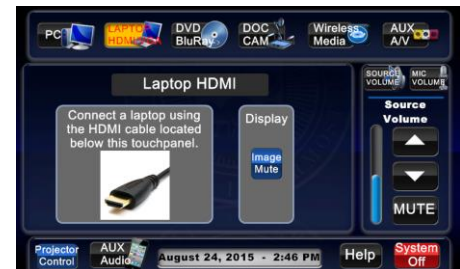 PC
LAPTOP
HDMI
DVD
BluRay
DOC
CAM
Wireless
Media
AUX
A/V
Laptop HDMI
SOURCE
VOLUME
MIC
VOLUME
Connect a laptop using
the HDMI cable located
below this touchpanel.
Display
Image
Mute
Source
Volume
MUTE
Projector
Control
AUX
Audio
August 24, 2015 - 2:46 PM
Help
System
Off